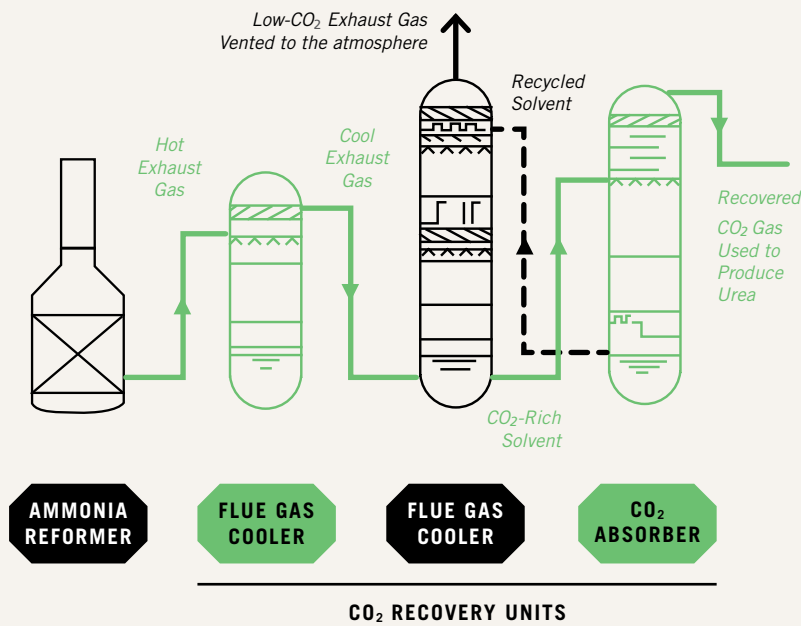 Low-CO₂ Exhaust Gas
Vented to the atmosphere
Recycled
Solvent
Hot
Exhaust
Gas
Cool
Exhaust
Gas
Recovered
CO₂ Gas
Used to
Produce
Urea
CO₂-Rich
Solvent
AMMONIA
REFORMER
FLUE GAS
COOLER
FLUE GAS
COOLER
CO₂
ABSORBER
CO₂ RECOVERY UNITS